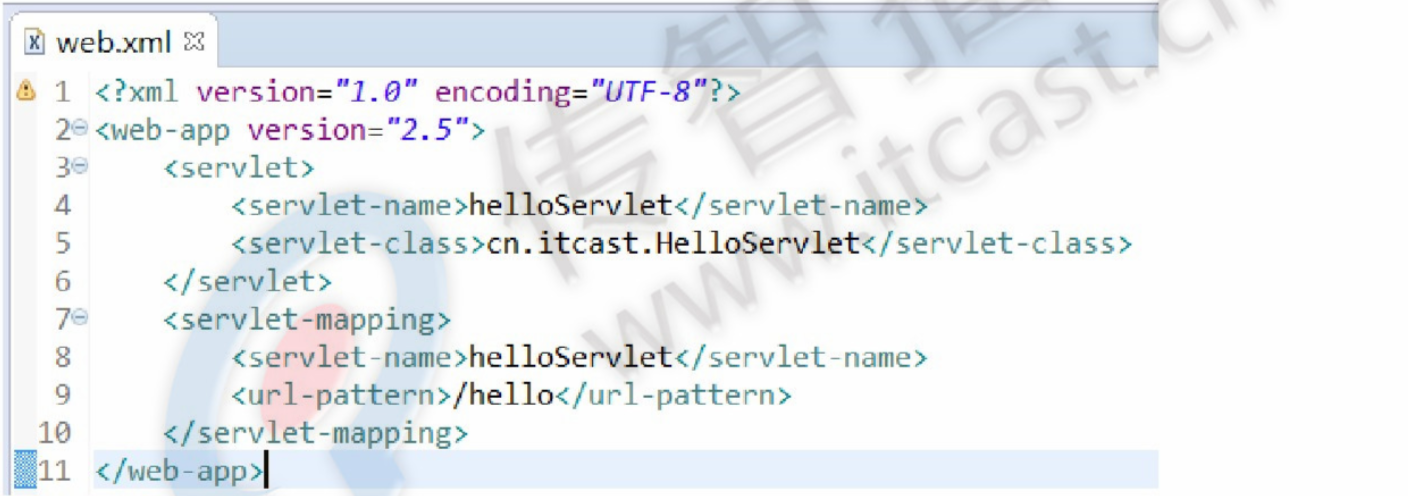 web.xml
1 <?xml version="1.0" encoding="UTF-8"?>
2 <web-app version="2.5">
3     <servlet>
4         <servlet-name>helloServlet</servlet-name>
5         <servlet-class>cn.itcast.HelloServlet</servlet-class>
6     </servlet>
7     <servlet-mapping>
8         <servlet-name>helloServlet</servlet-name>
9         <url-pattern>/hello</url-pattern>
10     </servlet-mapping>
11 </web-app>
传智播
www.itcast.cn